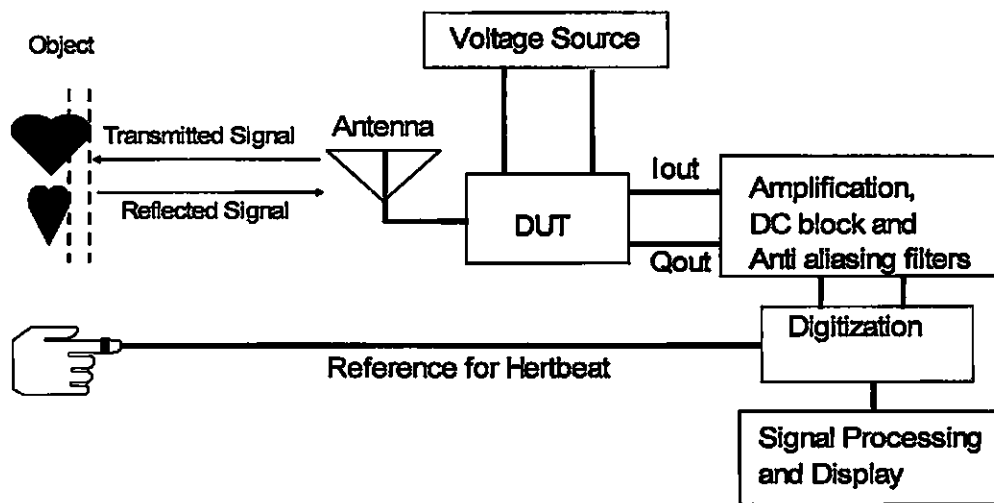 Voltage Source
Object
Transmitted Signal
Antenna
Reflected Signal
DUT
Iout
Qout
Amplification,
DC block and
Anti aliasing filters
Digitization
Reference for Hertbeat
Signal Processing
and Display